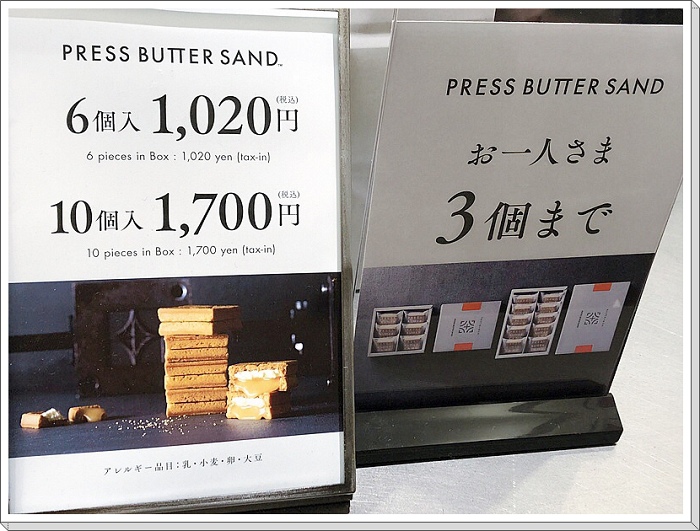 PRESS BUTTER SAND™
6個入 1,020円(税込)
6 pieces in Box : 1,020 yen (tax-in)
10個入 1,700円(税込)
10 pieces in Box : 1,700 yen (tax-in)
アレルギー品目:乳・小麦・卵・大豆
PRESS BUTTER SAND
お一人さま
3個まで